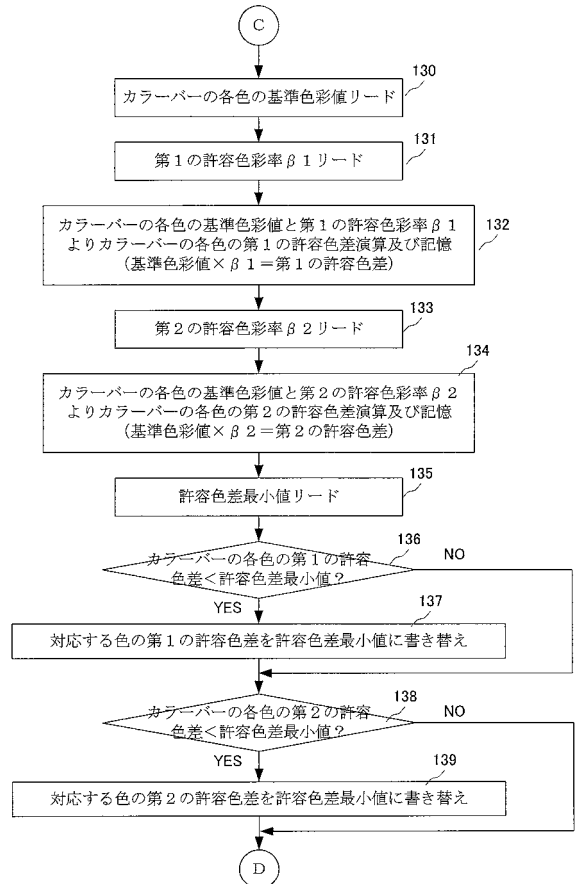 C
130
カラーバーの各色の基準色彩値リード
131
第１の許容色彩率β１リード
カラーバーの各色の基準色彩値と第１の許容色彩率β１
よりカラーバーの各色の第１の許容色差演算及び記憶
(基準色彩値×β１＝第１の許容色差)
132
133
第２の許容色彩率β２リード
134
カラーバーの各色の基準色彩値と第２の許容色彩率β２
よりカラーバーの各色の第２の許容色差演算及び記憶
(基準色彩値×β２＝第２の許容色差)
135
許容色差最小値リード
カラーバーの各色の第１の許容
色差＜許容色差最小値？
136
NO
YES
137
対応する色の第１の許容色差を許容色差最小値に書き替え
カラーバーの各色の第２の許容
色差＜許容色差最小値？
138
NO
YES
139
対応する色の第２の許容色差を許容色差最小値に書き替え
D